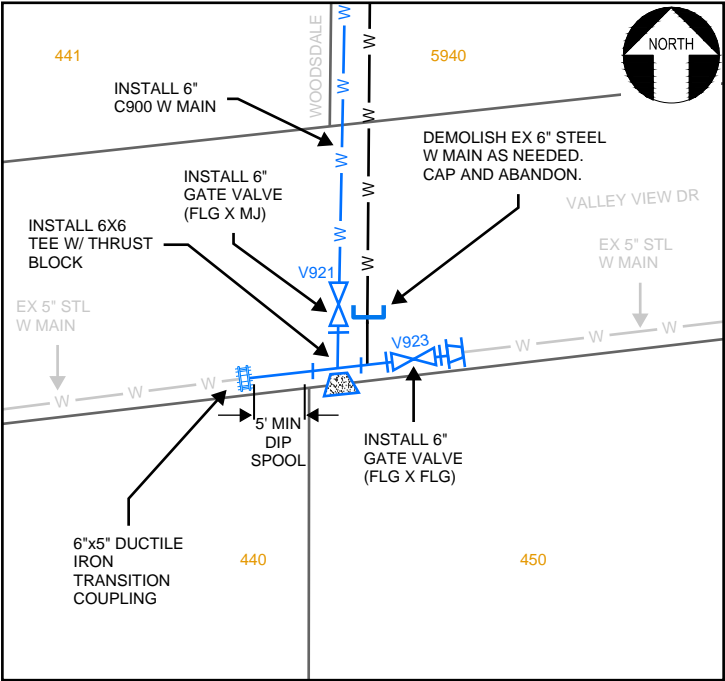 441
WOODSDALE
5940
NORTH
INSTALL 6"
C900 W MAIN
W
W
W
W
W
W
W
DEMOLISH EX 6" STEEL
W MAIN AS NEEDED.
CAP AND ABANDON.
INSTALL 6"
GATE VALVE
(FLG X MJ)
VALLEY VIEW DR
INSTALL 6X6
TEE W/ THRUST
BLOCK
EX 5" STL
W MAIN
V921
EX 5" STL
W MAIN
V923
W
W
W
W
W
5' MIN
DIP
SPOOL
INSTALL 6"
GATE VALVE
(FLG X FLG)
6"x5" DUCTILE
IRON
TRANSITION
COUPLING
440
450